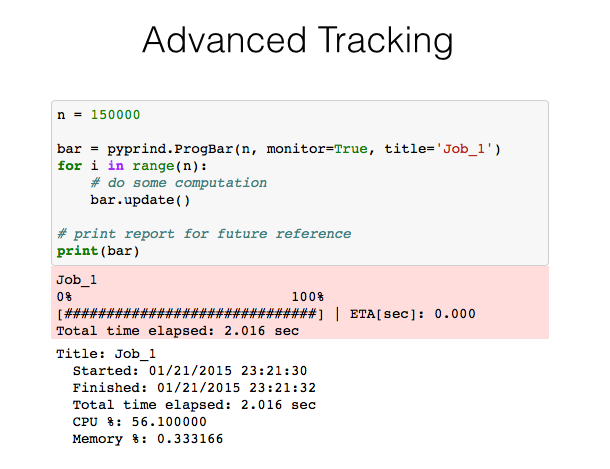 Advanced Tracking
n = 150000
bar = pyprind.ProgBar(n, monitor=True, title='Job_1')
for i in range(n):
    # do some computation
    bar.update()
# print report for future reference
print(bar)
Job_1
0%                          100%
[##############################] | ETA[sec]: 0.000
Total time elapsed: 2.016 sec
Title: Job_1
  Started: 01/21/2015 23:21:30
  Finished: 01/21/2015 23:21:32
  Total time elapsed: 2.016 sec
  CPU %: 56.100000
  Memory %: 0.333166